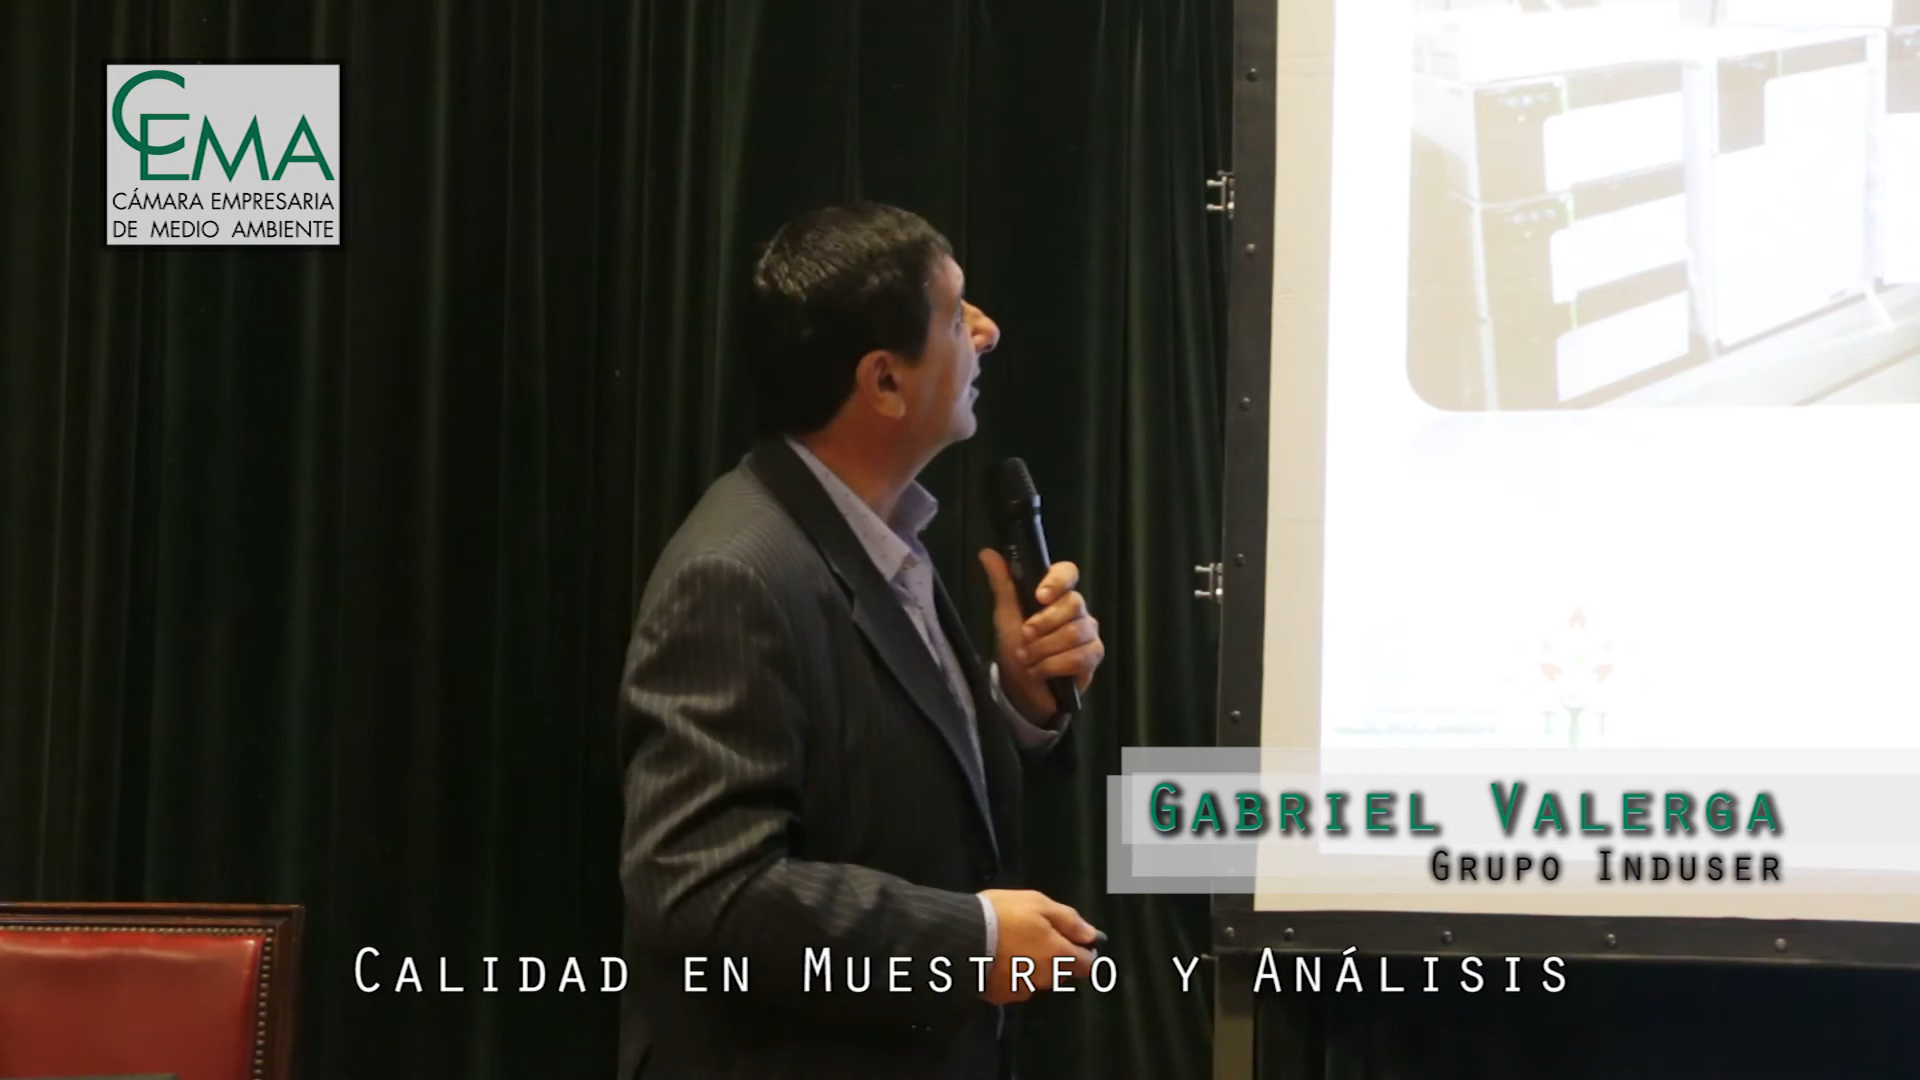 CEMA
CÁMARA EMPRESARIA
DE MEDIO AMBIENTE
GABRIEL VALERGA
GRUPO INDUSER
CALIDAD EN MUESTREO Y ANÁLISIS